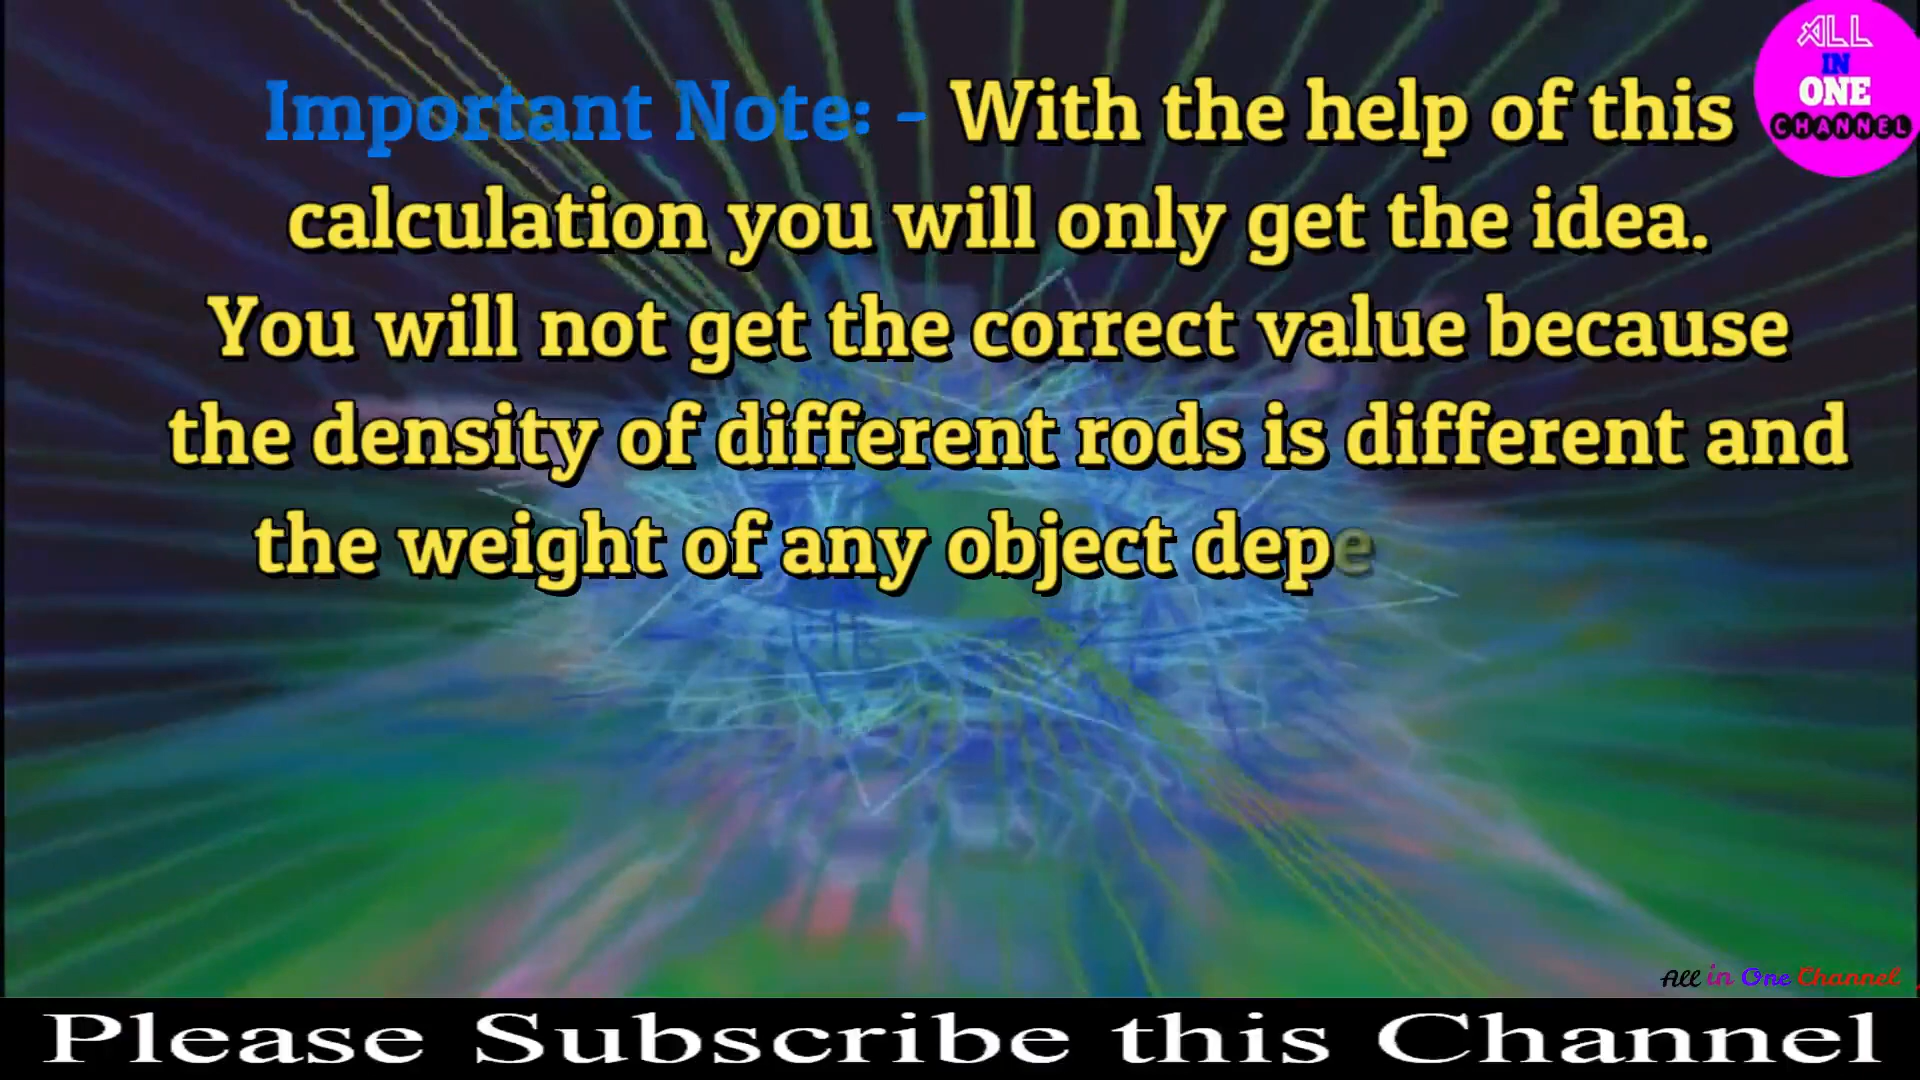 Important Note: - With the help of this
calculation you will only get the idea.
You will not get the correct value because
the density of different rods is different and
the weight of any object depe
ALL
IN
ONE
CHANNEL
All in One Channel
Please Subscribe this Channel